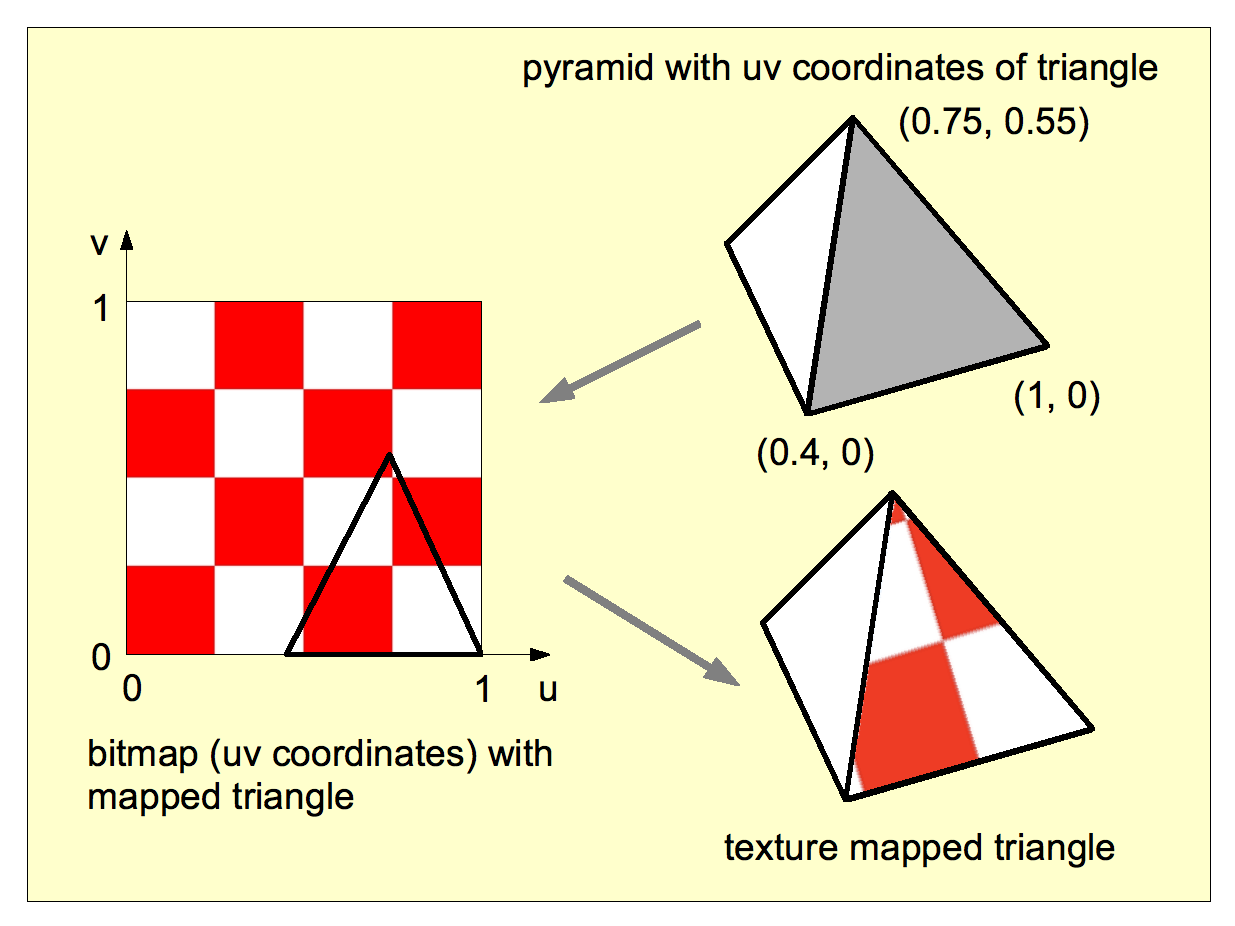 pyramid with uv coordinates of triangle
(0.75, 0.55)
(1, 0)
(0.4, 0)
v
1
0
0
1
u
bitmap (uv coordinates) with
mapped triangle
texture mapped triangle